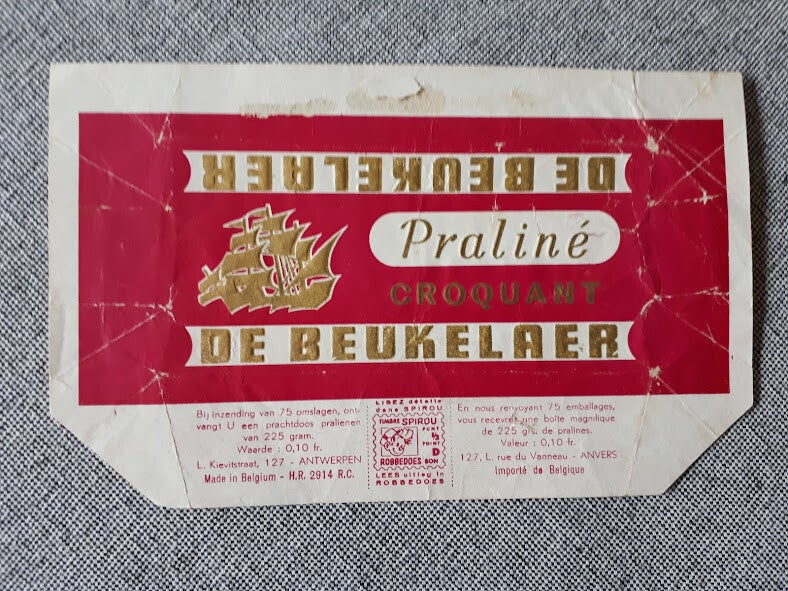 DE BEUKELAER
Praliné
CROQUANT
DE BEUKELAER
Bij inzending van 75 omslagen, ont-
vangt U een prachtdoos pralienen
van 225 gram.
Waarde : 0,10 fr.
L. Kievitstraat, 127 - ANTWERPEN
Made in Belgium - H.R. 2914 R.C.
LISEZ détails
dans SPIROU
TIMBRE SPIROU
PUNT
½
POINT
D
ROBBEDOES BON
LEES uitleg in
ROBBEDOES
En nous renvoyant 75 emballages,
vous recevrez une boîte magnifique
de 225 grs. de pralines.
Valeur : 0,10 fr.
127, L. rue du Vanneau - ANVERS
Importé de Belgique